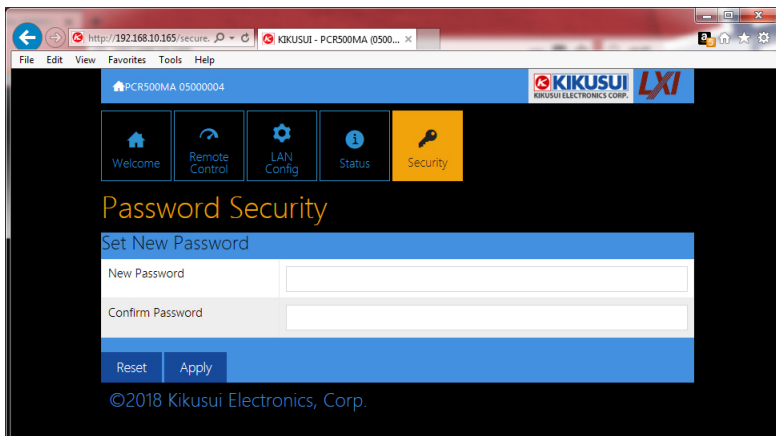 http://192.168.10.165/secure.
KIKUSUI - PCR500MA (0500...
File Edit View Favorites Tools Help
PCR500MA 05000004
KIKUSUI
KIKUSUI ELECTRONICS CORP.
LXI
Welcome
Remote Control
LAN Config
Status
Security
Password Security
Set New Password
New Password
Confirm Password
Reset Apply
©2018 Kikusui Electronics, Corp.